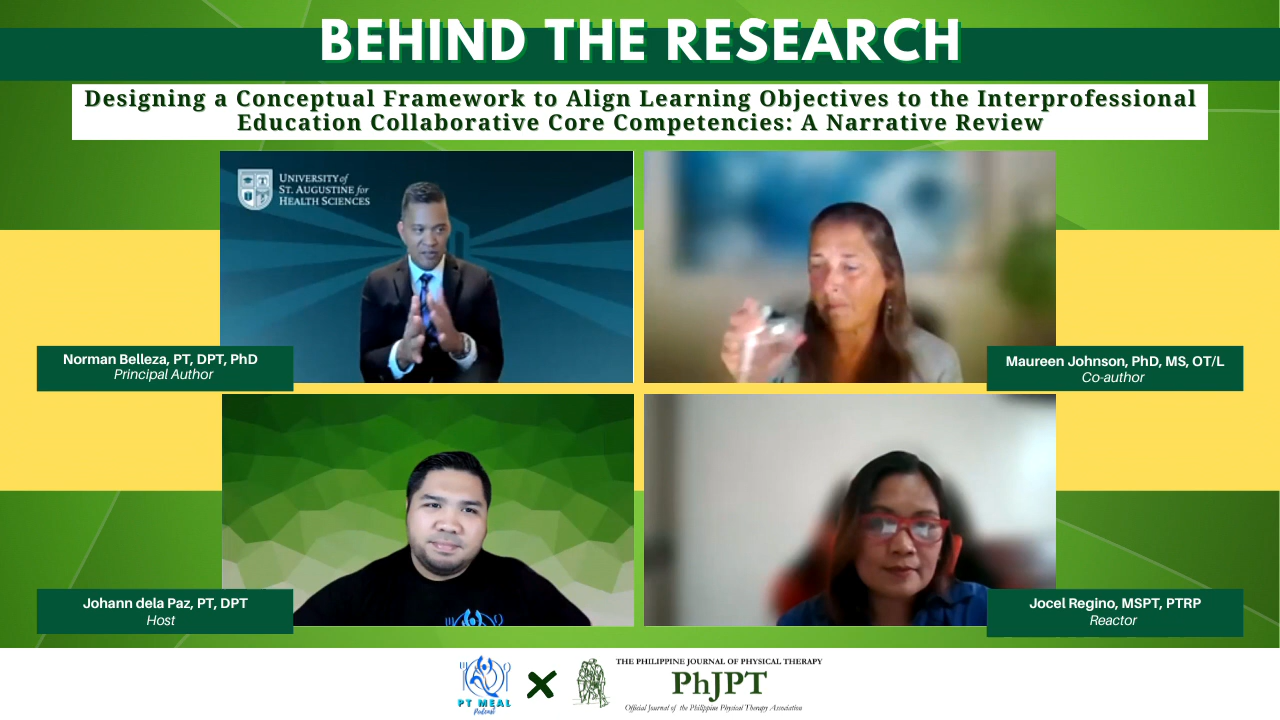 BEHIND THE RESEARCH
Designing a Conceptual Framework to Align Learning Objectives to the Interprofessional
Education Collaborative Core Competencies: A Narrative Review
UNIVERSITY of
ST. AUGUSTINE for
HEALTH SCIENCES
Norman Belleza, PT, DPT, PhD
Principal Author
Maureen Johnson, PhD, MS, OT/L
Co-author
Johann dela Paz, PT, DPT
Host
Jocel Regino, MSPT, PTRP
Reactor
PT MEAL
Podcast
THE PHILIPPINE JOURNAL OF PHYSICAL THERAPY
PhJPT
Official Journal of the Philippine Physical Therapy Association